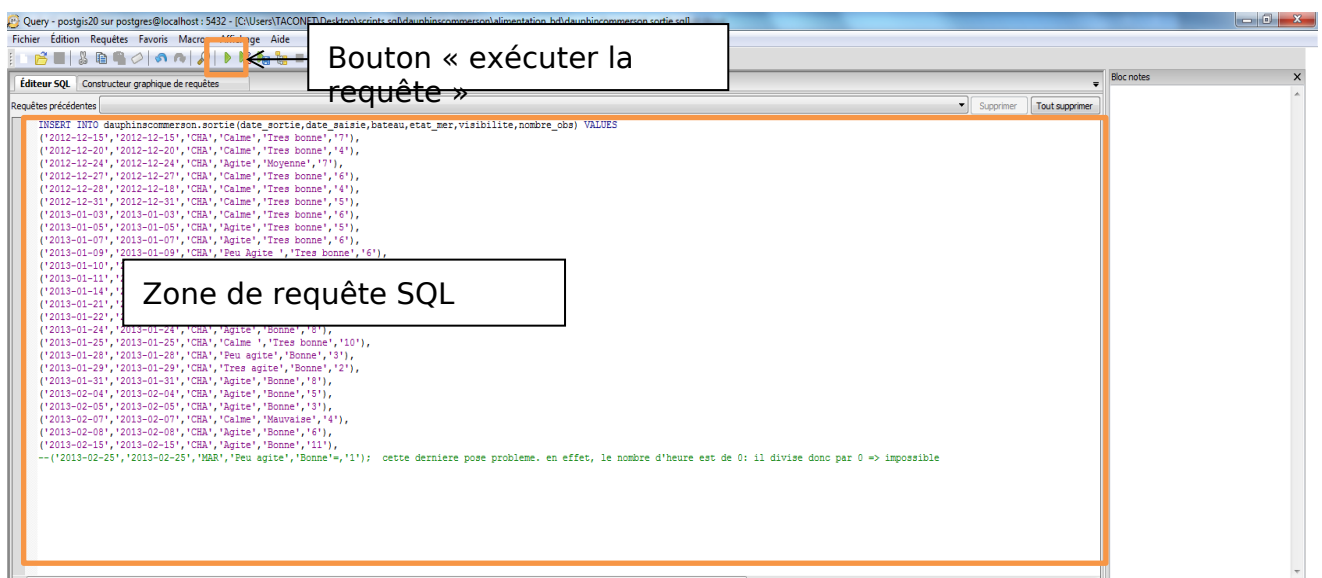 Query - postgis20 sur postgres@localhost : 5432 - [C:\Users\TACONET\Desktop\scripts sql\dauphinscommerson\alimentation_bd\dauphinscommerson.sortie.sql]
Fichier Édition Requêtes Favoris Macros Affichage Aide
Bouton « exécuter la
requête »
Éditeur SQL Constructeur graphique de requêtes
Bloc notes X
Requêtes précédentes Supprimer Tout supprimer
INSERT INTO dauphinscommerson.sortie(date_sortie,date_saisie,bateau,etat_mer,visibilite,nombre_obs) VALUES
('2012-12-15','2012-12-15','CHA','Calme','Tres bonne','7'),
('2012-12-20','2012-12-20','CHA','Calme','Tres bonne','4'),
('2012-12-24','2012-12-24','CHA','Agite','Moyenne','7'),
('2012-12-27','2012-12-27','CHA','Calme','Tres bonne','6'),
('2012-12-28','2012-12-18','CHA','Calme','Tres bonne','4'),
('2012-12-31','2012-12-31','CHA','Calme','Tres bonne','5'),
('2013-01-03','2013-01-03','CHA','Calme','Tres bonne','6'),
('2013-01-05','2013-01-05','CHA','Agite','Tres bonne','5'),
('2013-01-07','2013-01-07','CHA','Agite','Tres bonne','6'),
('2013-01-09','2013-01-09','CHA','Peu Agite ','Tres bonne','6'),
('2013-01-10','
('2013-01-11','
('2013-01-14','
('2013-01-21','
('2013-01-22','
Zone de requête SQL
('2013-01-24','2013-01-24','CHA','Agite','Bonne','8'),
('2013-01-25','2013-01-25','CHA','Calme ','Tres bonne','10'),
('2013-01-28','2013-01-28','CHA','Peu agite','Bonne','3'),
('2013-01-29','2013-01-29','CHA','Tres agite','Bonne','2'),
('2013-01-31','2013-01-31','CHA','Agite','Bonne','8'),
('2013-02-04','2013-02-04','CHA','Agite','Bonne','5'),
('2013-02-05','2013-02-05','CHA','Agite','Bonne','3'),
('2013-02-07','2013-02-07','CHA','Calme','Mauvaise','4'),
('2013-02-08','2013-02-08','CHA','Agite','Bonne','6'),
('2013-02-15','2013-02-15','CHA','Agite','Bonne','11'),
--('2013-02-25','2013-02-25','MAR','Peu agite','Bonne'=,'1'); cette derniere pose probleme. en effet, le nombre d'heure est de 0: il divise donc par 0 => impossible